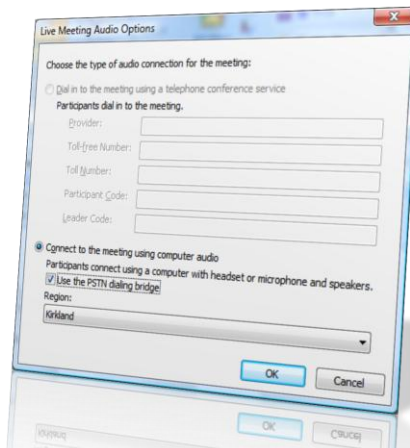 Live Meeting Audio Options
Choose the type of audio connection for the meeting:
Dial in to the meeting using a telephone conference service
Participants dial in to the meeting.
Provider:
Toll-free Number:
Toll Number:
Participant Code:
Leader Code:
Connect to the meeting using computer audio
Participants connect using a computer with headset or microphone and speakers.
Use the PSTN dialing bridge
Region:
Kirkland
OK
Cancel